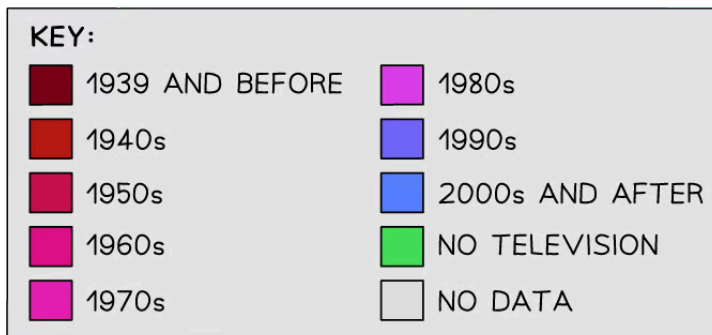 KEY:
1939 AND BEFORE
1940s
1950s
1960s
1970s
1980s
1990s
2000s AND AFTER
NO TELEVISION
NO DATA